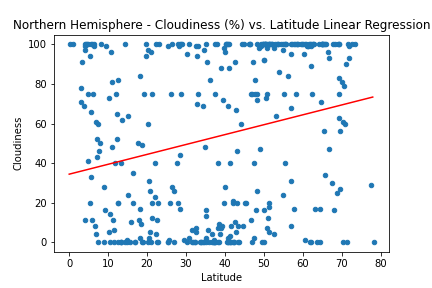 Northern Hemisphere - Cloudiness (%) vs. Latitude Linear Regression
100
80
60
40
20
0
Cloudiness
0 10 20 30 40 50 60 70 80
Latitude